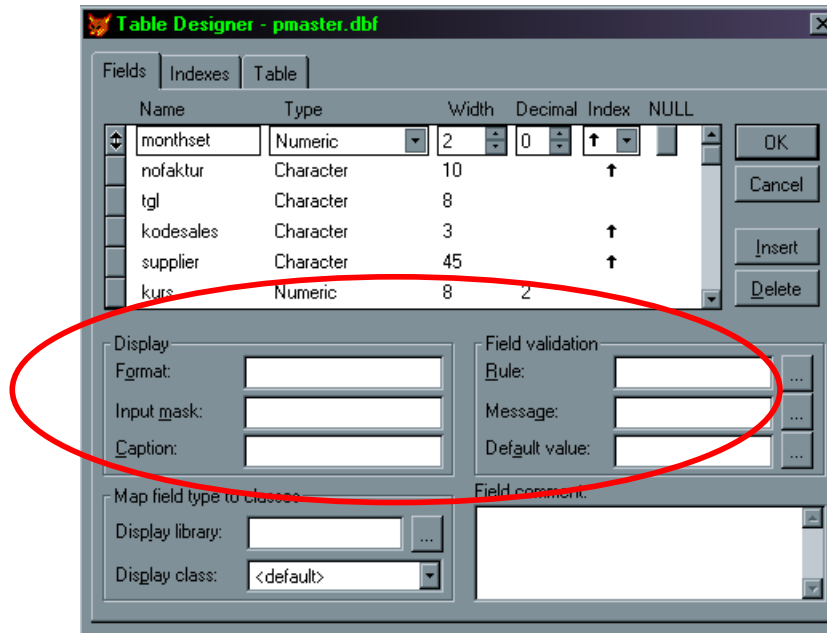 Table Designer - pmaster.dbf
Fields Indexes Table
Name Type Width Decimal Index NULL
monthset Numeric 2 0 ↑ OK
nofaktur Character 10 ↑
tgl Character 8 Cancel
kodesales Character 3 ↑
supplier Character 45 ↑ Insert
kurs Numeric 8 2 Delete
Display Field validation
Format: Rule: ...
Input mask: Message: ...
Caption: Default value: ...
Map field type to classes Field comment:
Display library: ...
Display class: <default>